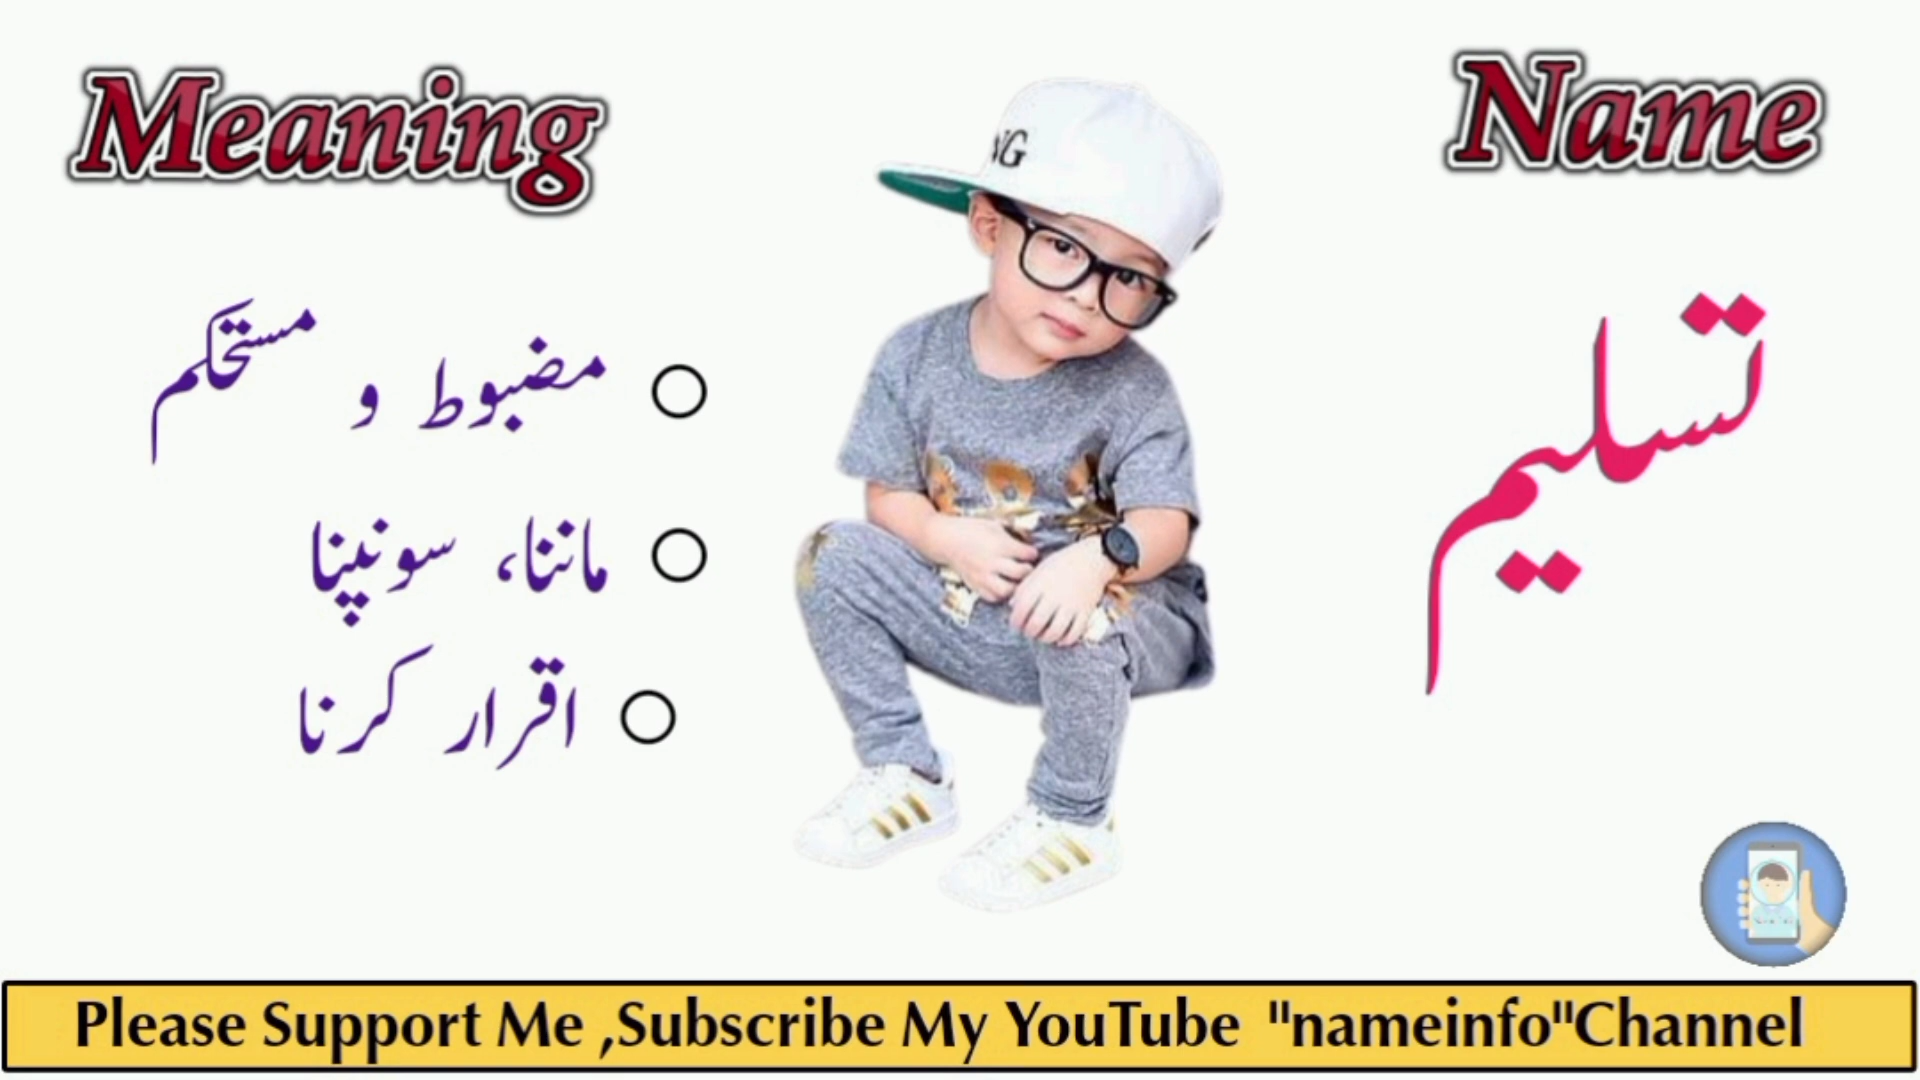 Meaning
Name
NG
تسلیم
مضبوط و مستحکم
ماننا، سونپنا
اقرار کرنا
Please Support Me ,Subscribe My YouTube "nameinfo"Channel